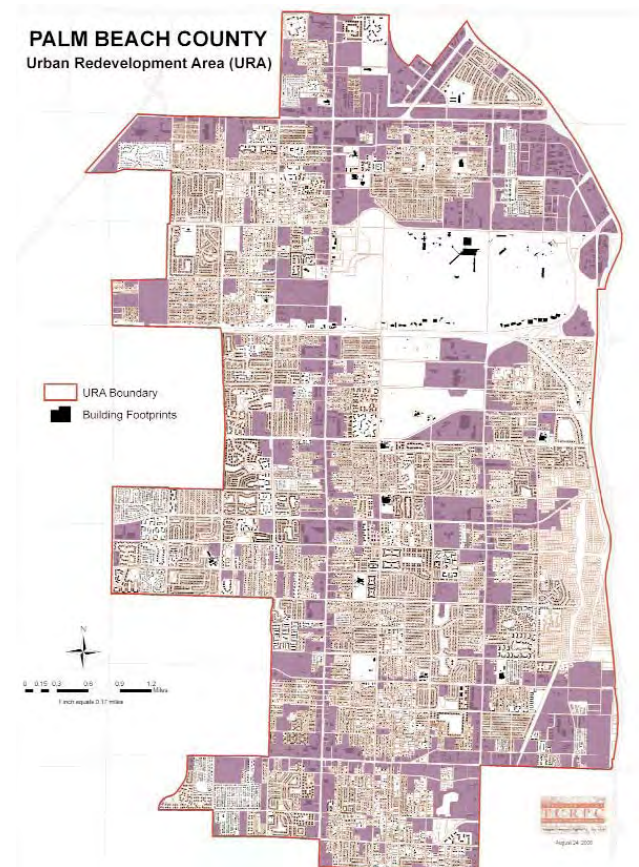 PALM BEACH COUNTY
Urban Redevelopment Area (URA)
URA Boundary
Building Footprints
N
0 0.15 0.3 0.6 0.9 1.2
Miles
1 inch equals 0.17 miles
TCRPC
August 24, 2005